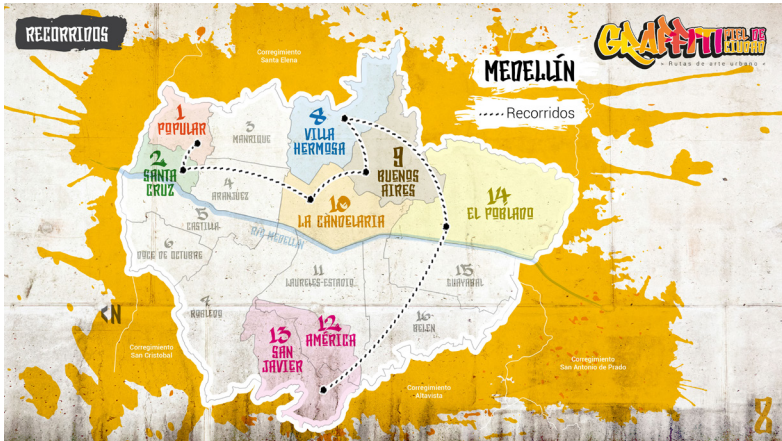 RECORRIDOS
GRAFFITI PIEL DE CIUDAD
• Rutas de arte urbano •
MEDELLÍN
Recorridos
Corregimiento
Santa Elena
1
POPULAR
2
SANTA
CRUZ
3
MANRIQUE
4
ARANJUEZ
5
CASTILLA
6
DOCE DE OCTUBRE
7
ROBLEDO
8
VILLA
HERMOSA
9
BUENOS
AIRES
10
LA CANDELARIA
RÍO MEDELLÍN
11
LAURELES-ESTADIO
12
AMÉRICA
13
SAN
JAVIER
14
EL POBLADO
15
GUAYABAL
16
BELEN
<N
Corregimiento
San Cristobal
Corregimiento
Altavista
Corregimiento
San Antonio de Prado
8